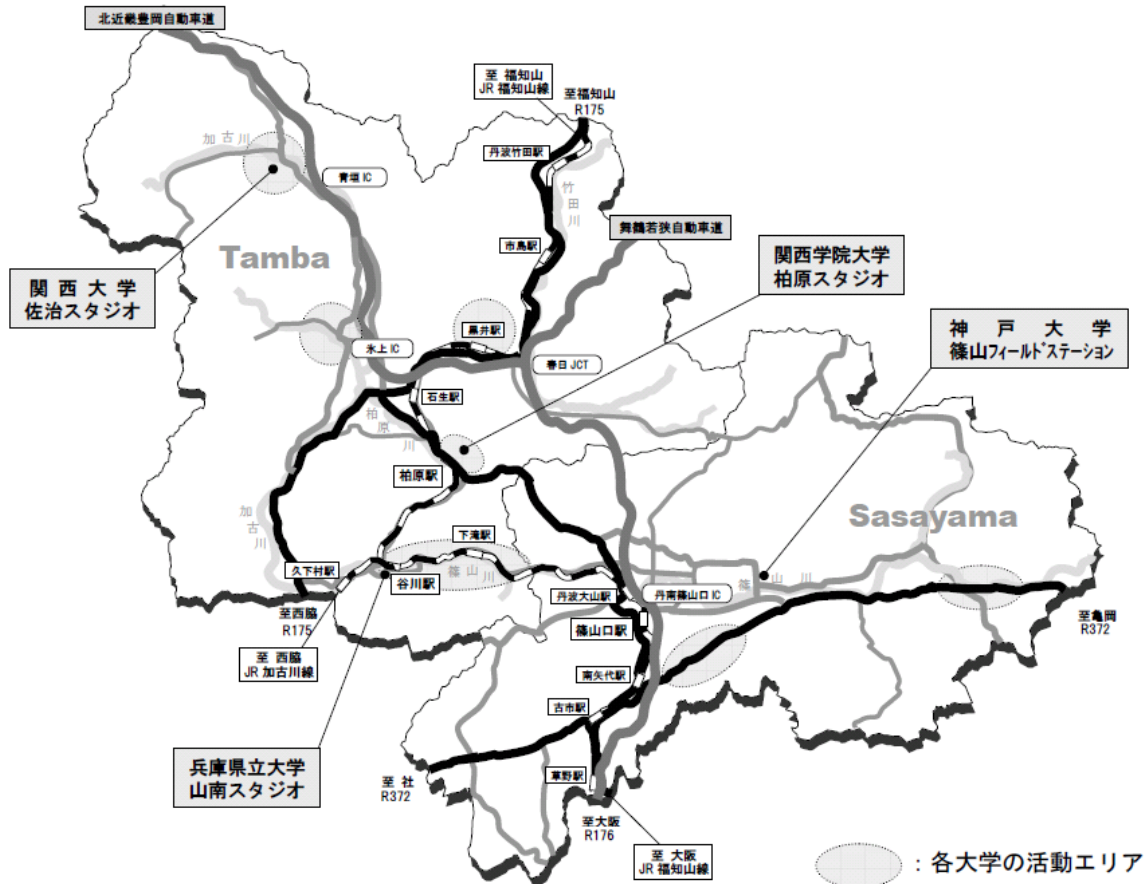 北近畿豊岡自動車道
至 福知山
JR 福知山線
至福知山
R175
加古川
丹波竹田駅
青垣 IC
竹田川
舞鶴若狭自動車道
市島駅
Tamba
関西大学
佐治スタジオ
関西学院大学
柏原スタジオ
神戸大学
篠山フィールドステーション
黒井駅
氷上 IC
春日 JCT
石生駅
柏原川
柏原駅
Sasayama
加古川
下滝駅
久下村駅
谷川駅
篠山川
篠山川
丹波大山駅
丹南篠山口 IC
至西脇
R175
篠山口駅
至亀岡
R372
至 西脇
JR 加古川線
南矢代駅
古市駅
兵庫県立大学
山南スタジオ
草野駅
至 社
R372
至大阪
R176
至 大阪
JR 福知山線
：各大学の活動エリア